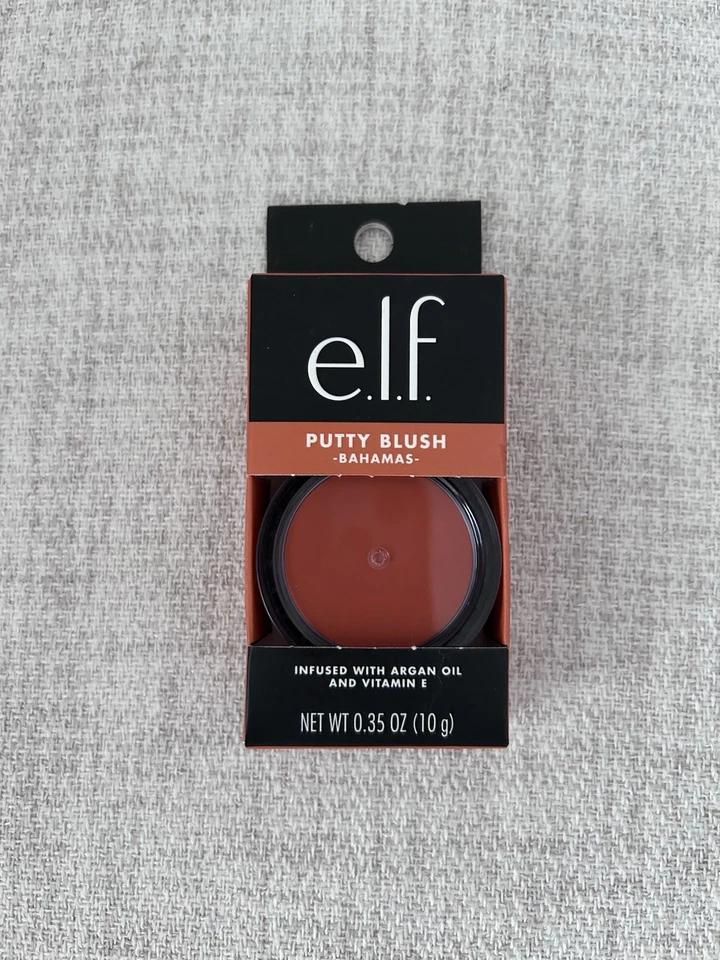 e.l.f.
PUTTY BLUSH
-BAHAMAS-
INFUSED WITH ARGAN OIL
AND VITAMIN E
NET WT 0.35 OZ (10 g)